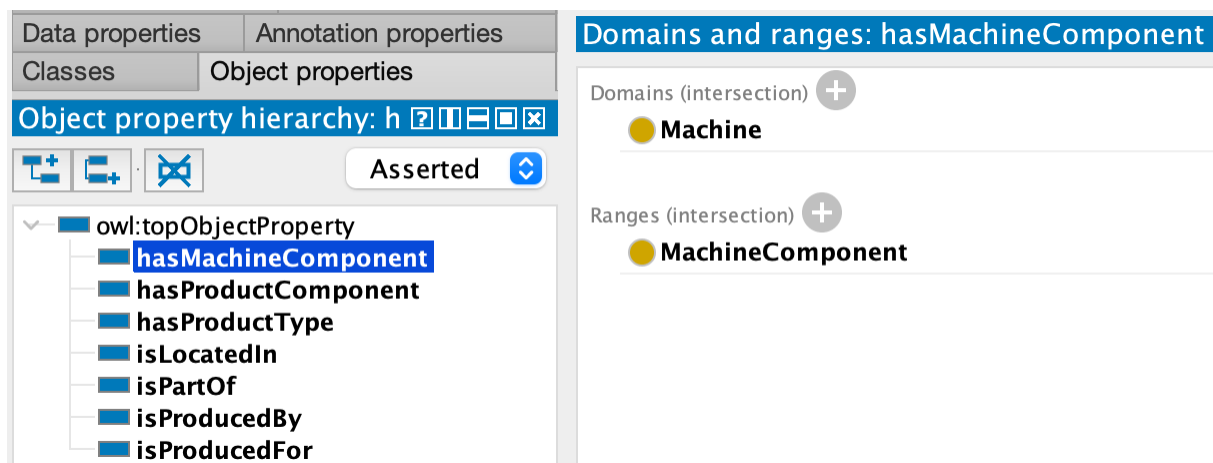 Data properties
Annotation properties
Classes
Object properties
Object property hierarchy: h
Asserted
owl:topObjectProperty
hasMachineComponent
hasProductComponent
hasProductType
isLocatedIn
isPartOf
isProducedBy
isProducedFor
Domains and ranges: hasMachineComponent
Domains (intersection)
Machine
Ranges (intersection)
MachineComponent